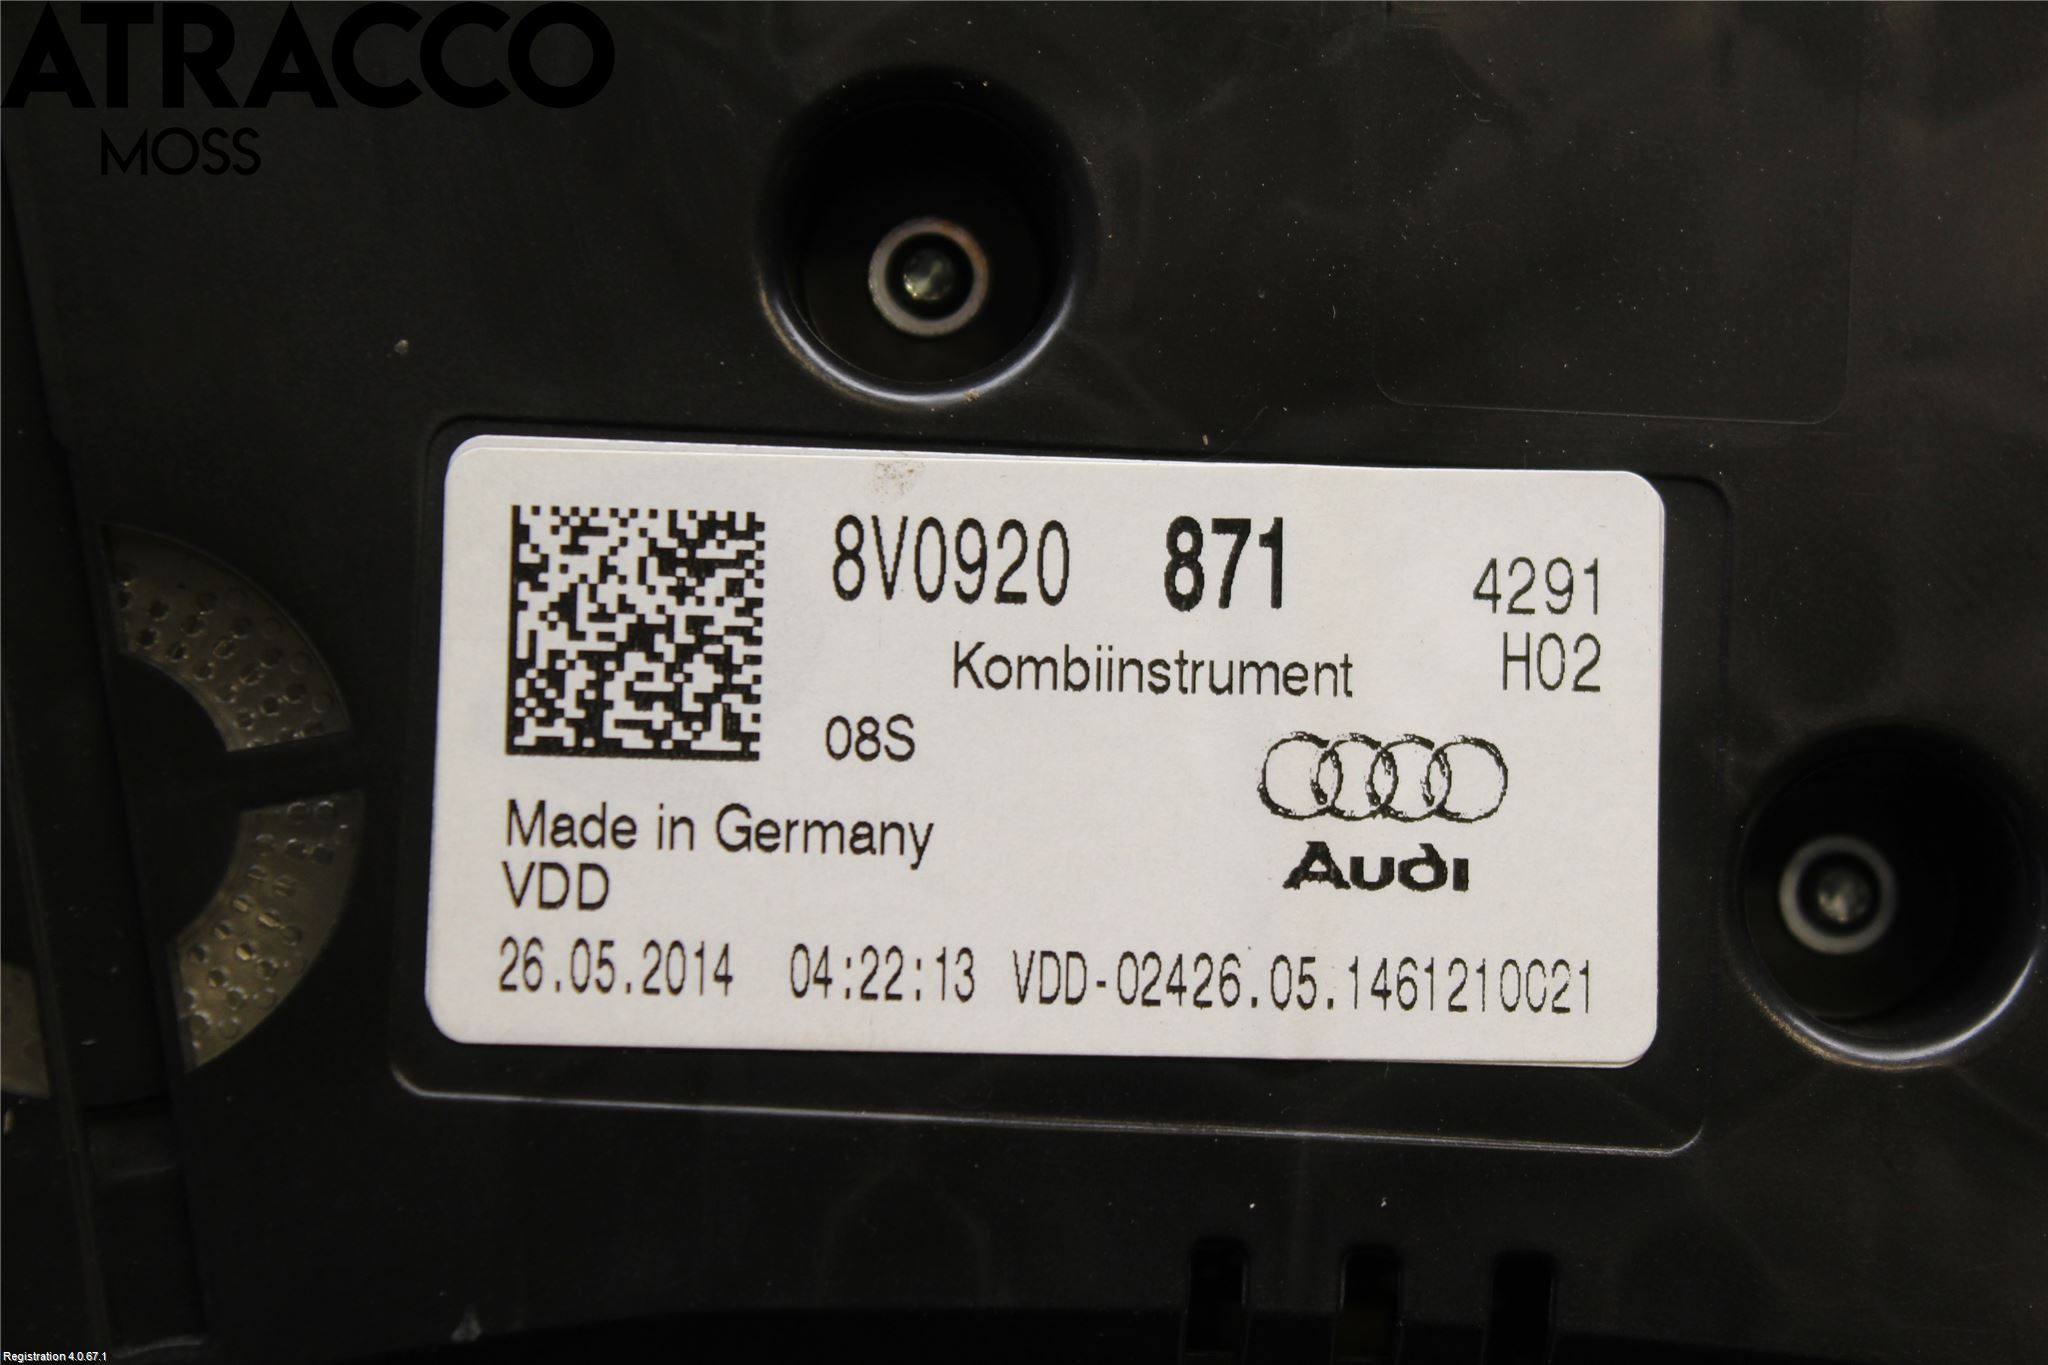 ATRACCO
MOSS
8V0920 871 4291
Kombiinstrument H02
08S
Made in Germany
Audi
VDD
26.05.2014 04:22:13 VDD-02426.05.1461210021
Registration 4.0.67.1